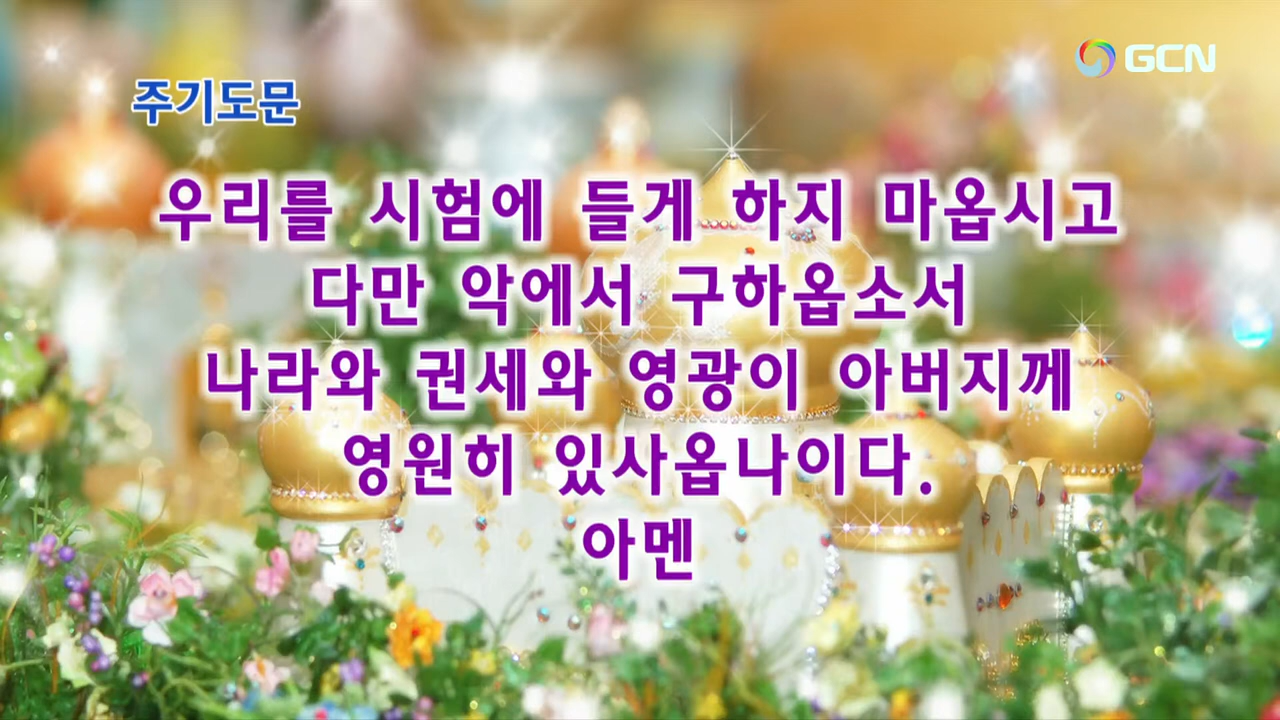 GCN
주기도문
우리를 시험에 들게 하지 마옵시고
다만 악에서 구하옵소서
나라와 권세와 영광이 아버지께
영원히 있사옵나이다.
아멘